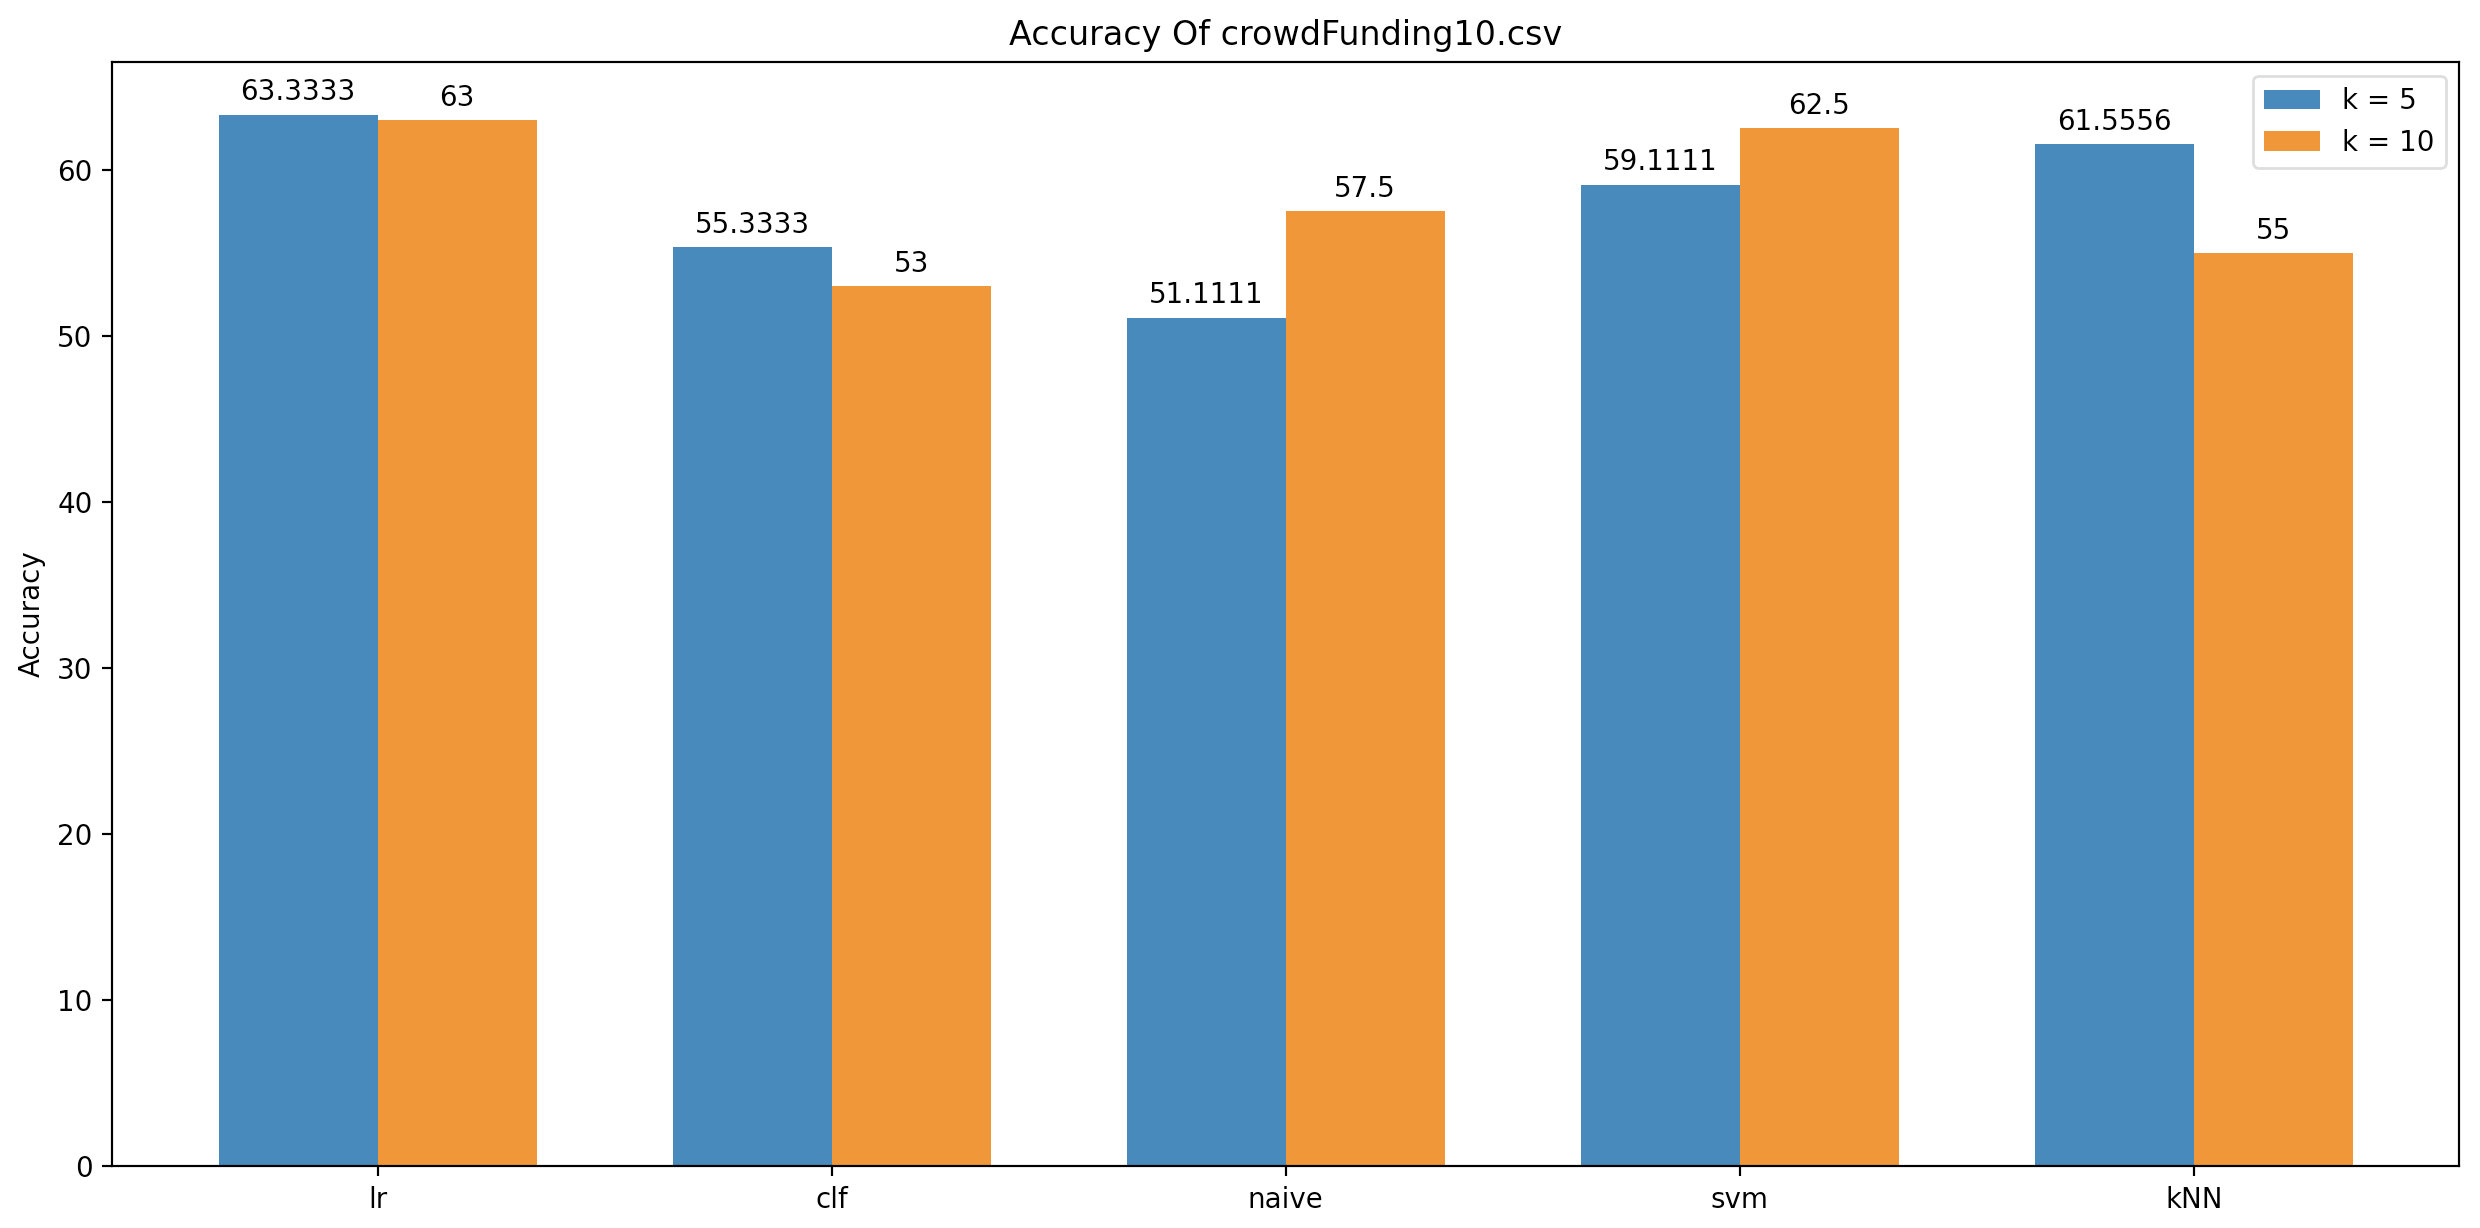 Accuracy Of crowdFunding10.csv
63.3333
63
55.3333
53
51.1111
57.5
59.1111
62.5
61.5556
55
k = 5
k = 10
Accuracy
60
50
40
30
20
10
0
lr
clf
naive
svm
kNN